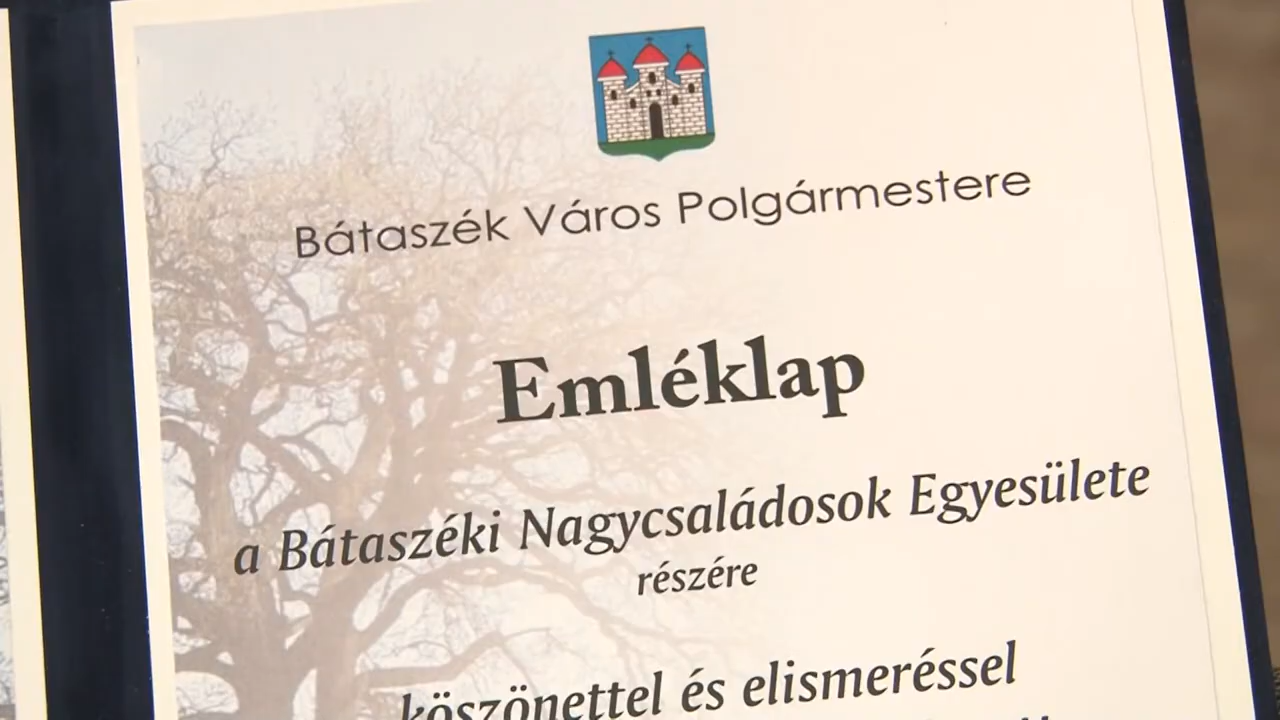 Bátaszék Város Polgármestere
Emléklap
a Bátaszéki Nagycsaládosok Egyesülete
részére
köszönettel és elismeréssel